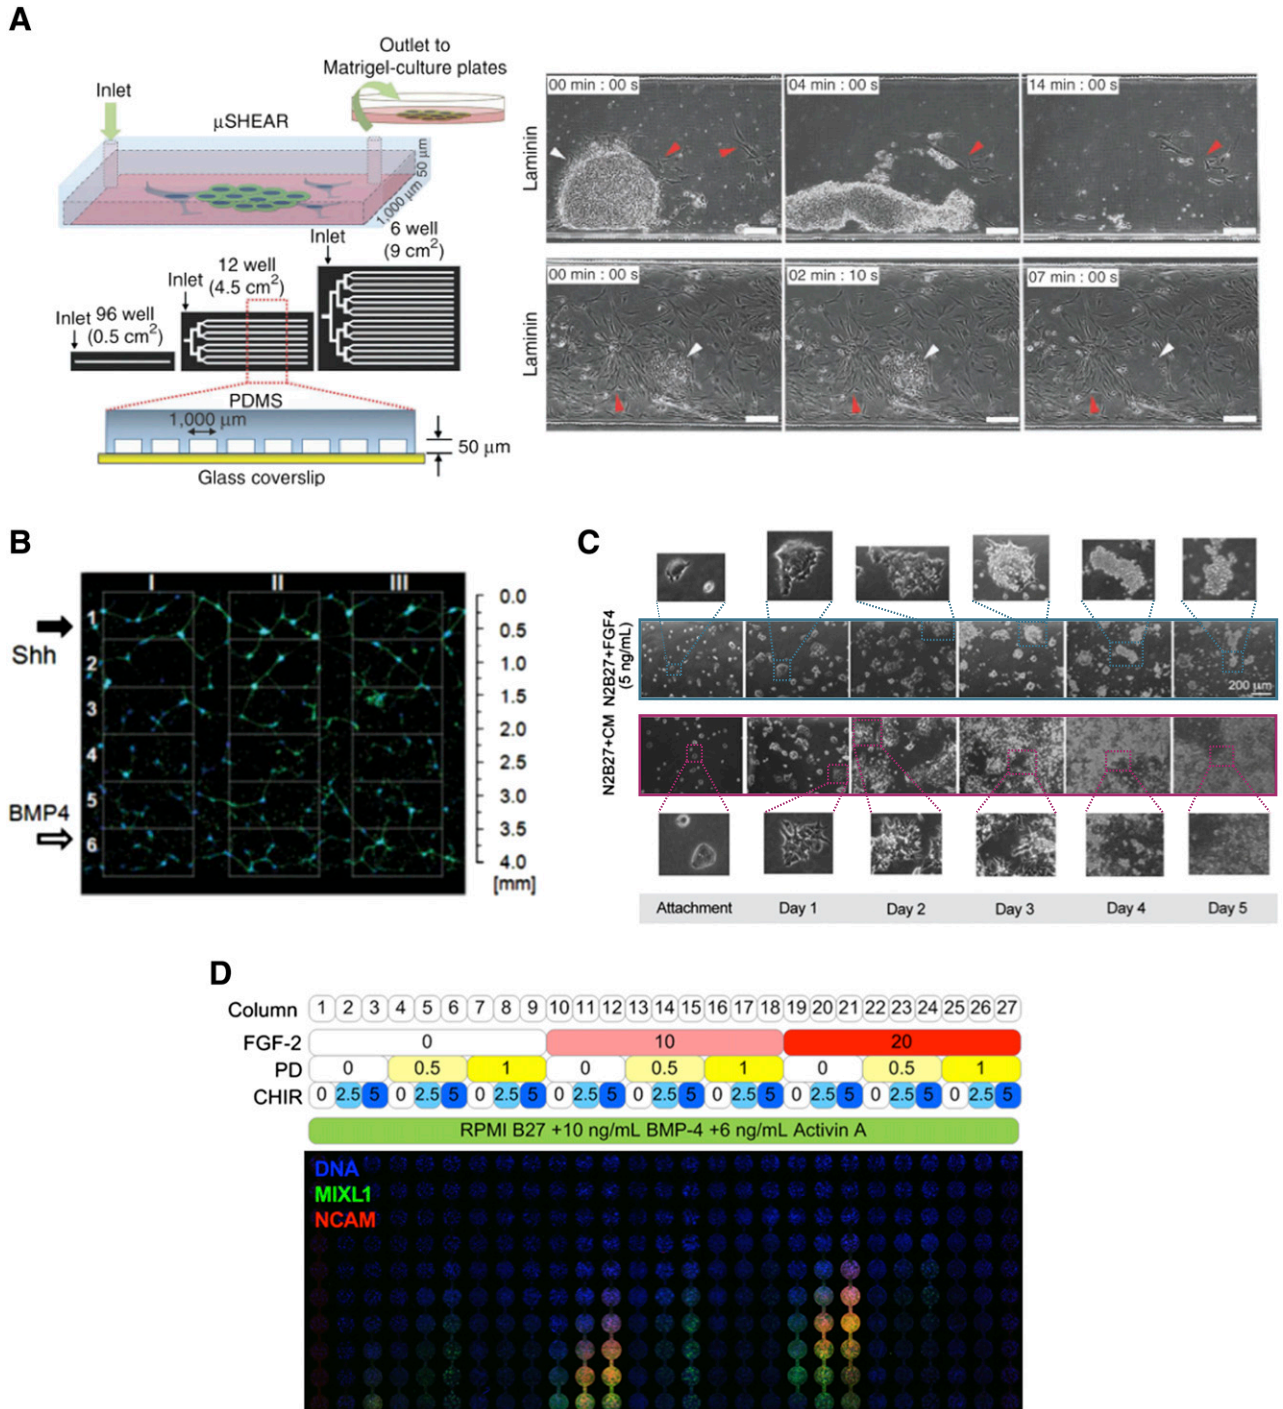 A
Outlet to
Matrigel-culture plates
Inlet
μSHEAR
50 μm
1,000 μm
Inlet
6 well
(9 cm2)
Inlet
12 well
(4.5 cm2)
Inlet
96 well
(0.5 cm2)
PDMS
1,000 μm
50 μm
Glass coverslip
Laminin
00 min : 00 s
04 min : 00 s
14 min : 00 s
Laminin
00 min : 00 s
02 min : 10 s
07 min : 00 s
B
I II III
1
2
3
4
5
6
Shh
BMP4
0.0
0.5
1.0
1.5
2.0
2.5
3.0
3.5
4.0
[mm]
C
N2B27+FGF4
(5 ng/mL)
200 μm
N2B27+CM
Attachment Day 1 Day 2 Day 3 Day 4 Day 5
D
Column 1 2 3 4 5 6 7 8 9 10 11 12 13 14 15 16 17 18 19 20 21 22 23 24 25 26 27
FGF-2 0 10 20
PD 0 0.5 1 0 0.5 1 0 0.5 1
CHIR 0 2.5 5 0 2.5 5 0 2.5 5 0 2.5 5 0 2.5 5 0 2.5 5 0 2.5 5 0 2.5 5 0 2.5 5
RPMI B27 +10 ng/mL BMP-4 +6 ng/mL Activin A
DNA
MIXL1
NCAM